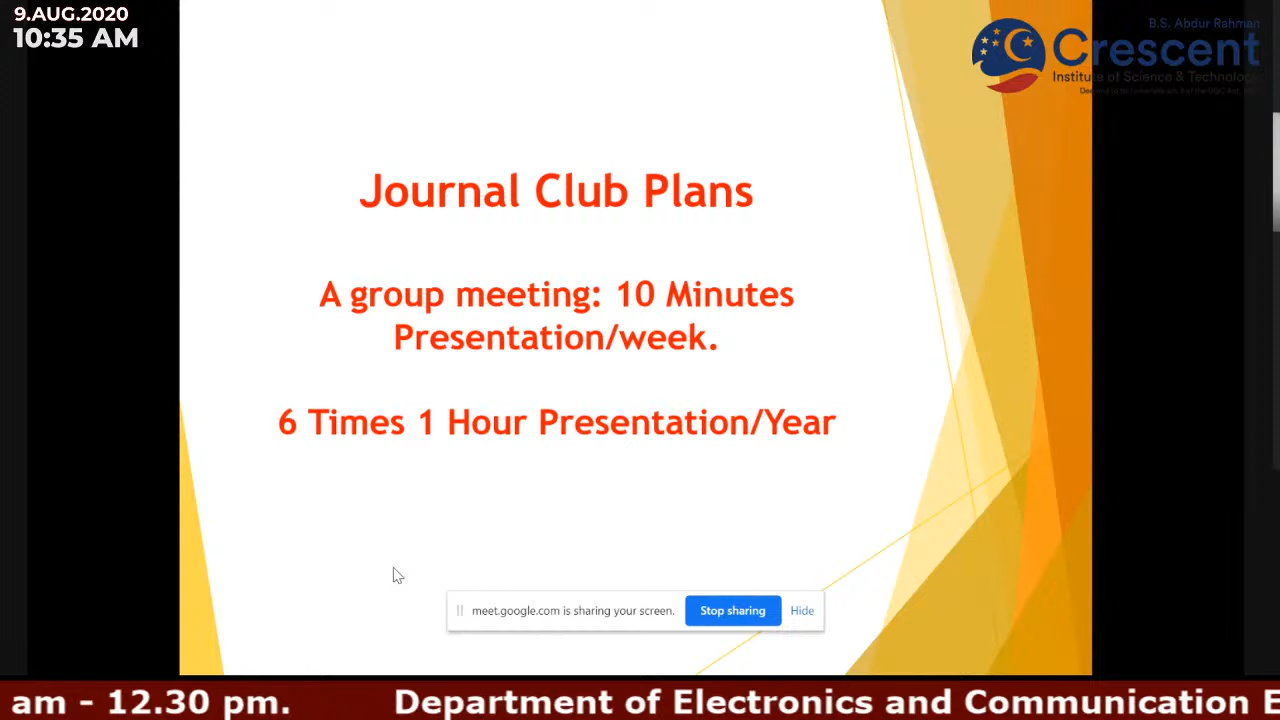 9.AUG.2020
10:35 AM
B.S. Abdur Rahman
Crescent
Institute of Science & Technology
Journal Club Plans
A group meeting: 10 Minutes
Presentation/week.
6 Times 1 Hour Presentation/Year
meet.google.com is sharing your screen.
Stop sharing
Hide
am - 12.30 pm.
Department of Electronics and Communication E